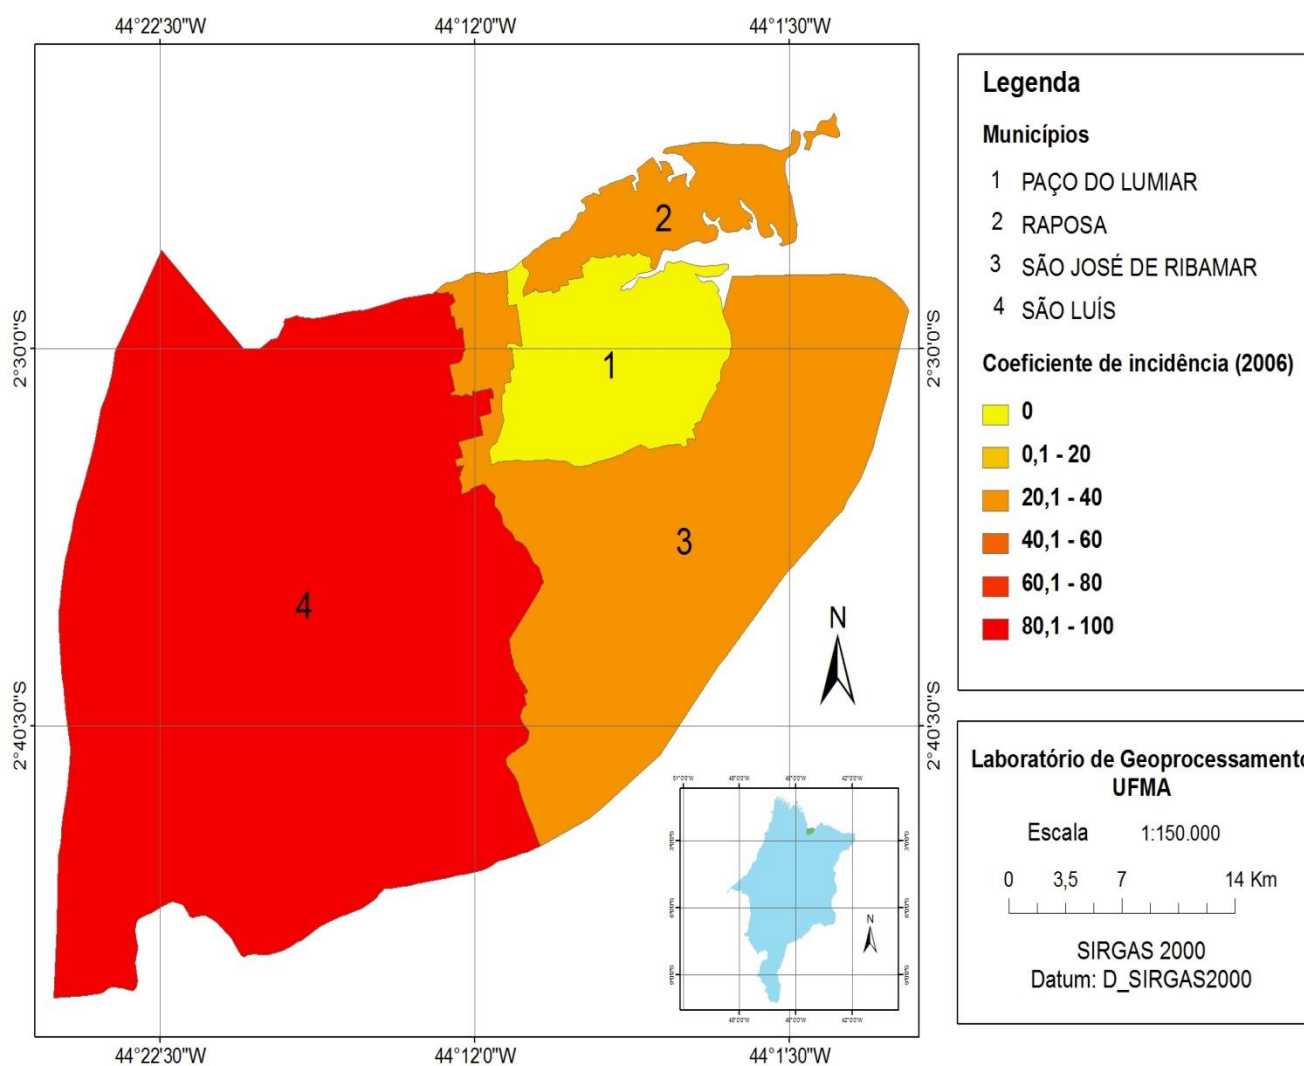 44°22'30"W 44°12'0"W 44°1'30"W
2°30'0"S 2°30'0"S
2°40'30"S 2°40'30"S
44°22'30"W 44°12'0"W 44°1'30"W
2
1
3
4
N
N
Legenda
Municípios
1 PAÇO DO LUMIAR
2 RAPOSA
3 SÃO JOSÉ DE RIBAMAR
4 SÃO LUÍS
Coeficiente de incidência (2006)
0
0,1 - 20
20,1 - 40
40,1 - 60
60,1 - 80
80,1 - 100
Laboratório de Geoprocessamento
UFMA
Escala 1:150.000
0 3,5 7 14 Km
SIRGAS 2000
Datum: D_SIRGAS2000